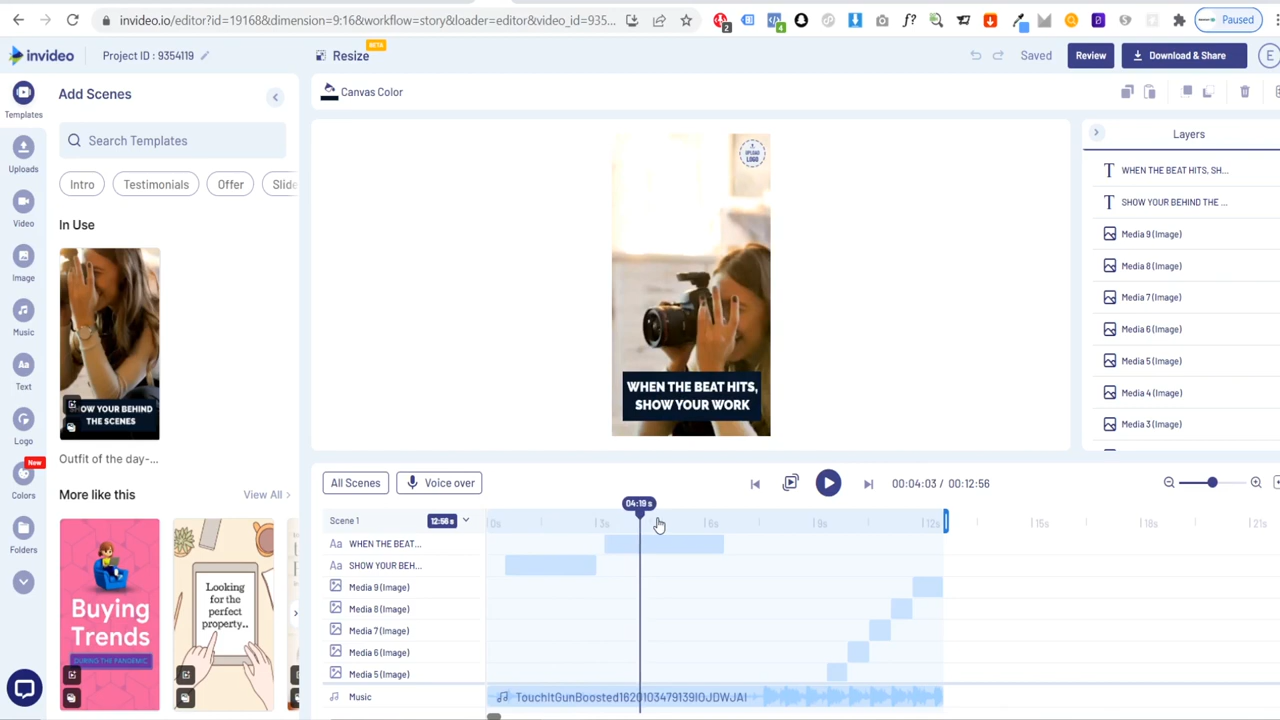 invideo.io/editor?id=19168&dimension=9:16&workflow=story&loader=editor&video_id=935...
2
4
f?
Paused
invideo
Project ID : 9354119
Resize
BETA
Saved
Review
Download & Share
E
Templates
Uploads
Video
Image
Music
Text
Logo
New
Colors
Folders
Add Scenes
Search Templates
Intro
Testimonials
Offer
Slide
In Use
OW YOUR BEHIND
THE SCENES
Outfit of the day-...
More like this
View All >
Buying
Trends
DURING THE PANDEMIC
Looking
for the
perfect
property..
Canvas Color
UPLOAD
LOGO
WHEN THE BEAT HITS,
SHOW YOUR WORK
Layers
T WHEN THE BEAT HITS, SH...
T SHOW YOUR BEHIND THE ...
Media 9 (Image)
Media 8 (Image)
Media 7 (Image)
Media 6 (Image)
Media 5 (Image)
Media 4 (Image)
Media 3 (Image)
All Scenes
Voice over
00:04:03 / 00:12:56
04:19 s
Scene 1
12:56 s
0s 3s 6s 9s 12s 15s 18s 21s
Aa WHEN THE BEAT...
Aa SHOW YOUR BEH...
Media 9 (Image)
Media 8 (Image)
Media 7 (Image)
Media 6 (Image)
Media 5 (Image)
Music